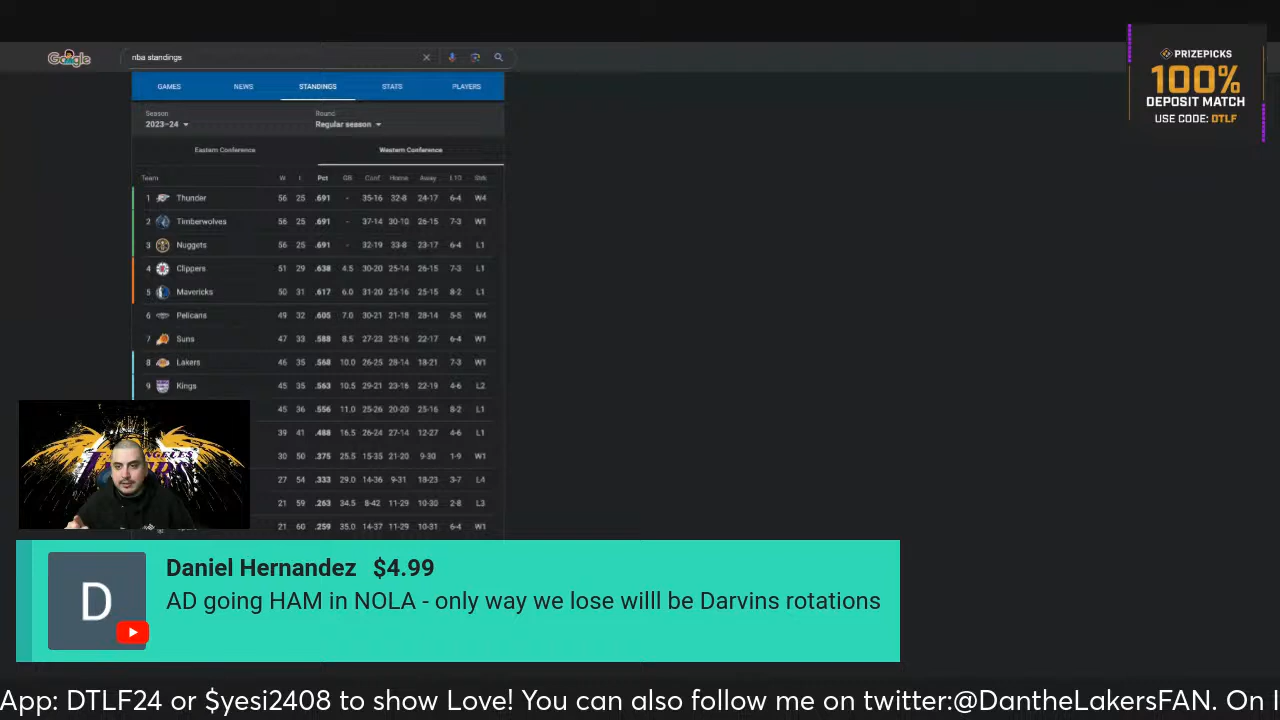 Google
nba standings
PRIZEPICKS
100%
DEPOSIT MATCH
USE CODE: DTLF
GAMES NEWS STANDINGS STATS PLAYERS
Season Round
2023-24 Regular season
Eastern Conference Western Conference
Team W L Pct GB Conf Home Away L10 Strk
1 Thunder 56 25 .691 - 35-16 32-8 24-17 6-4 W4
2 Timberwolves 56 25 .691 - 37-14 30-10 26-15 7-3 W1
3 Nuggets 56 25 .691 - 32-19 33-8 23-17 6-4 L1
4 Clippers 51 29 .638 4.5 30-20 25-14 26-15 7-3 L1
5 Mavericks 50 31 .617 6.0 31-20 25-16 25-15 8-2 L1
6 Pelicans 49 32 .605 7.0 30-21 21-18 28-14 5-5 W4
7 Suns 47 33 .588 8.5 27-23 25-16 22-17 6-4 W1
8 Lakers 46 35 .568 10.0 26-25 28-14 18-21 7-3 W1
9 Kings 45 35 .563 10.5 29-21 23-16 22-19 4-6 L2
45 36 .556 11.0 25-26 20-20 25-16 8-2 L1
39 41 .488 16.5 26-24 27-14 12-27 4-6 L1
30 50 .375 25.5 15-35 21-20 9-30 1-9 W1
27 54 .333 29.0 14-36 9-31 18-23 3-7 L4
21 59 .263 34.5 8-42 11-29 10-30 2-8 L3
21 60 .259 35.0 14-37 11-29 10-31 6-4 W1
D
Daniel Hernandez $4.99
AD going HAM in NOLA - only way we lose willl be Darvins rotations
App: DTLF24 or $yesi2408 to show Love! You can also follow me on twitter:@DantheLakersFAN. On